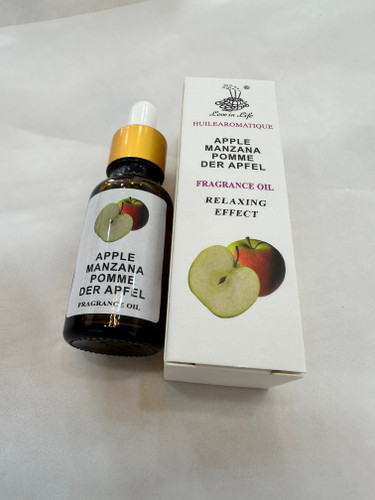 Love in Life
®
HUILEAROMATIQUE
APPLE
MANZANA
POMME
DER APFEL
FRAGRANCE OIL
RELAXING
EFFECT
APPLE
MANZANA
POMME
DER APFEL
FRAGRANCE OIL